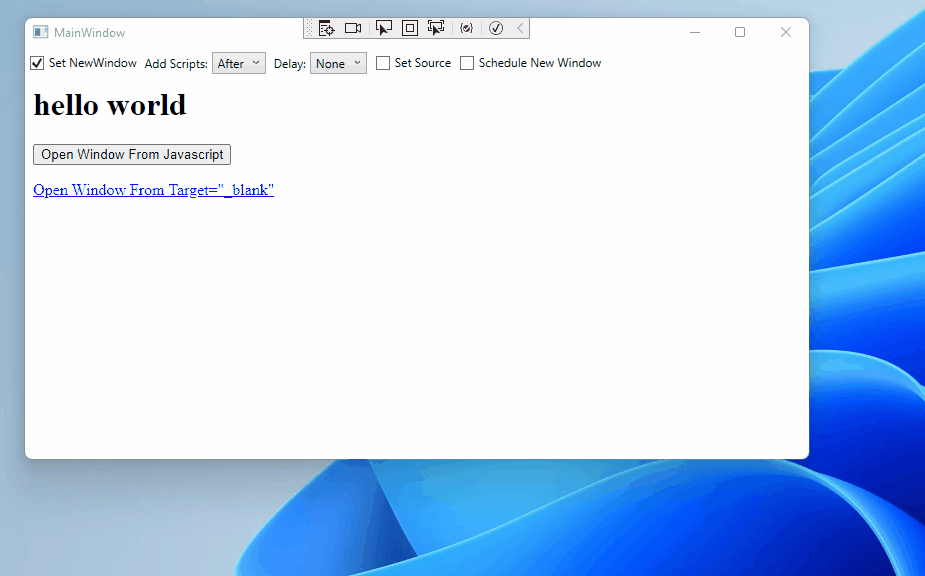 MainWindow
Set NewWindow Add Scripts: After Delay: None Set Source Schedule New Window
hello world
Open Window From Javascript
Open Window From Target="_blank"